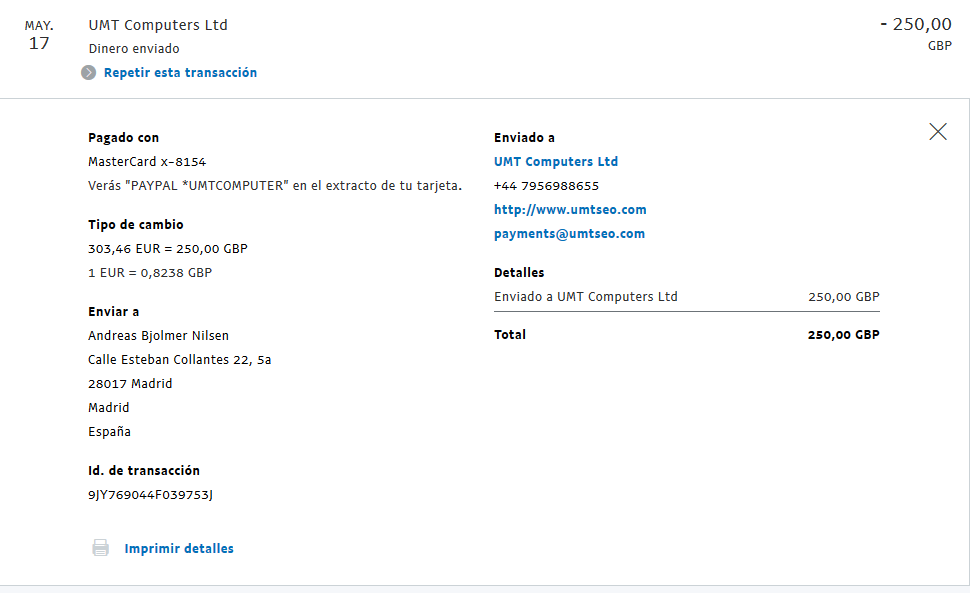 MAY.
17
UMT Computers Ltd
- 250,00
Dinero enviado
GBP
Repetir esta transacción
Pagado con
MasterCard x-8154
Verás "PAYPAL *UMTCOMPUTER" en el extracto de tu tarjeta.
Tipo de cambio
303,46 EUR = 250,00 GBP
1 EUR = 0,8238 GBP
Enviar a
Andreas Bjolmer Nilsen
Calle Esteban Collantes 22, 5a
28017 Madrid
Madrid
España
Id. de transacción
9JY769044F039753J
Imprimir detalles
Enviado a
UMT Computers Ltd
+44 7956988655
http://www.umtseo.com
payments@umtseo.com
Detalles
Enviado a UMT Computers Ltd 250,00 GBP
Total 250,00 GBP